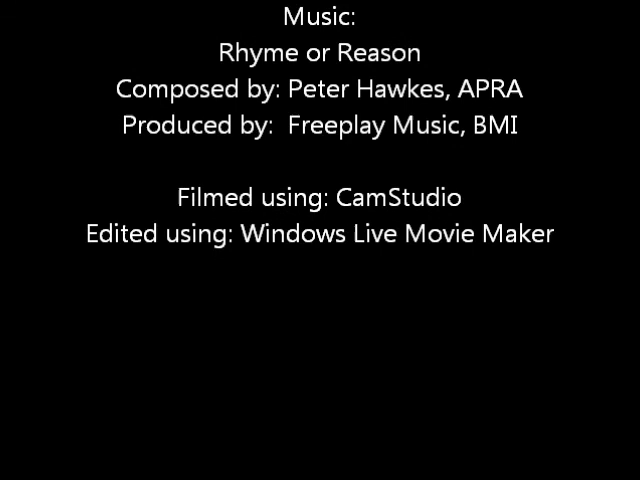 Music:
Rhyme or Reason
Composed by: Peter Hawkes, APRA
Produced by:  Freeplay Music, BMI
Filmed using: CamStudio
Edited using: Windows Live Movie Maker